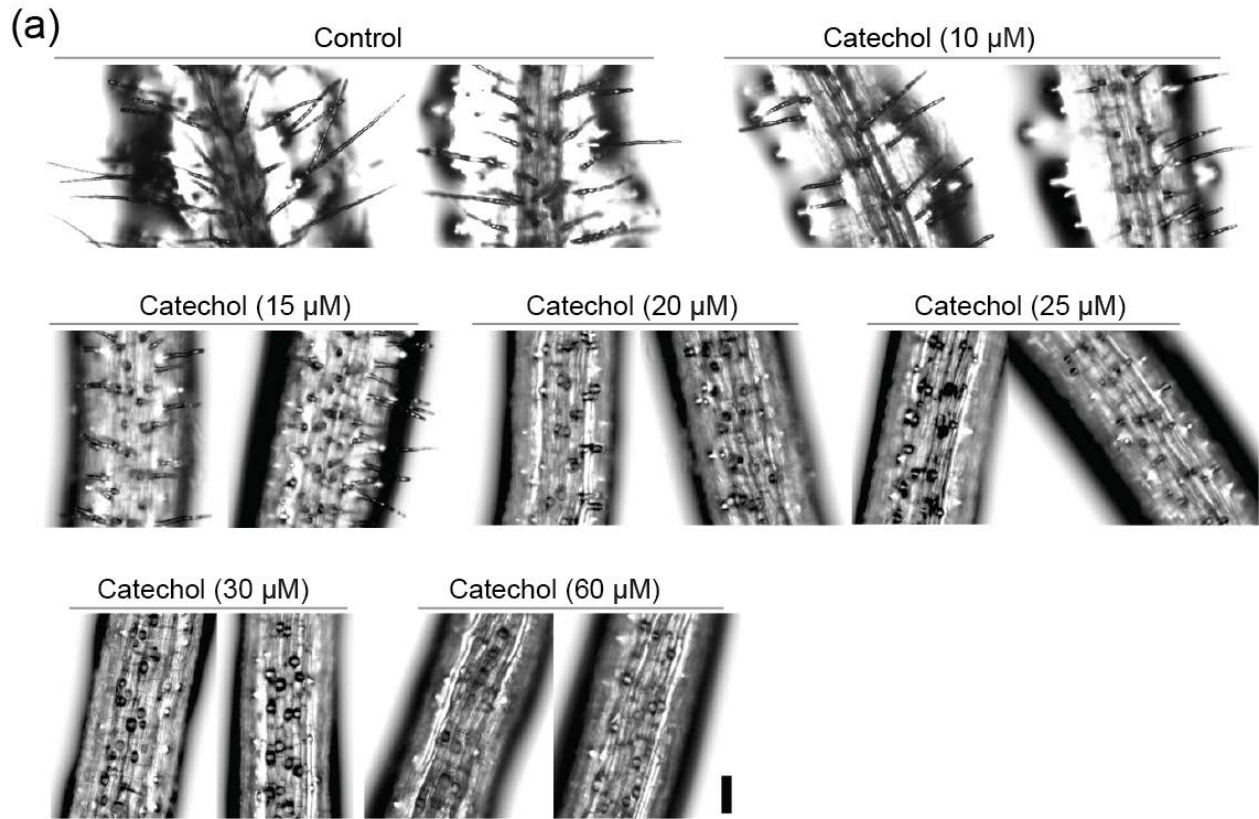 (a)
Control
Catechol (10 μM)
Catechol (15 μM)
Catechol (20 μM)
Catechol (25 μM)
Catechol (30 μM)
Catechol (60 μM)